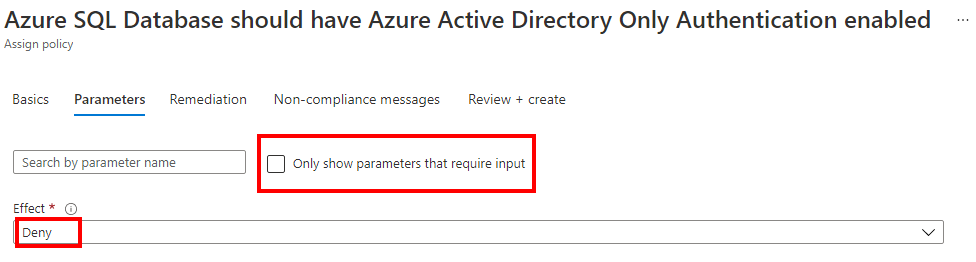 Azure SQL Database should have Azure Active Directory Only Authentication enabled ...
Assign policy
Basics Parameters Remediation Non-compliance messages Review + create
Search by parameter name Only show parameters that require input
Effect *
Deny